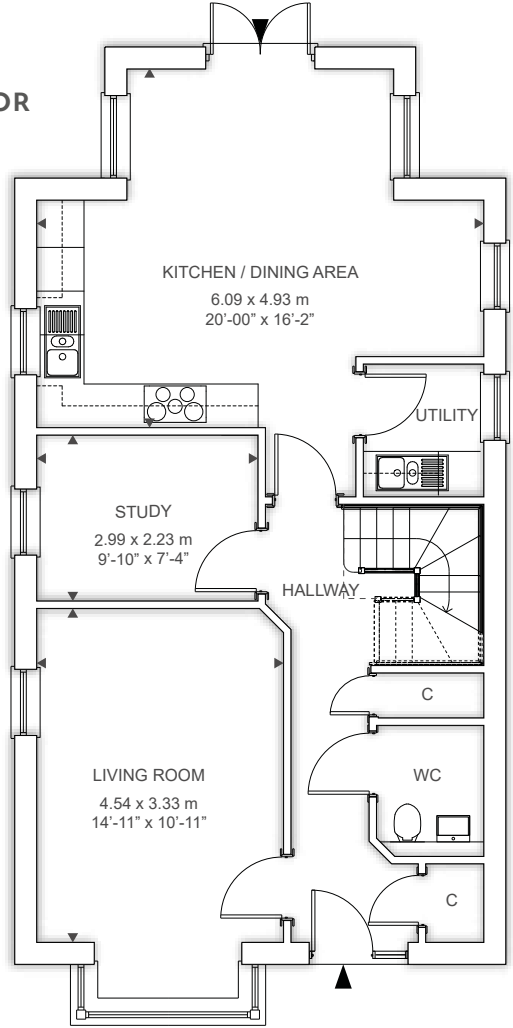 KITCHEN / DINING AREA
6.09 x 4.93 m
20’-00” x 16’-2”
UTILITY
STUDY
2.99 x 2.23 m
9’-10” x 7’-4”
HALLWAY
C
LIVING ROOM
4.54 x 3.33 m
14’-11” x 10’-11”
WC
C